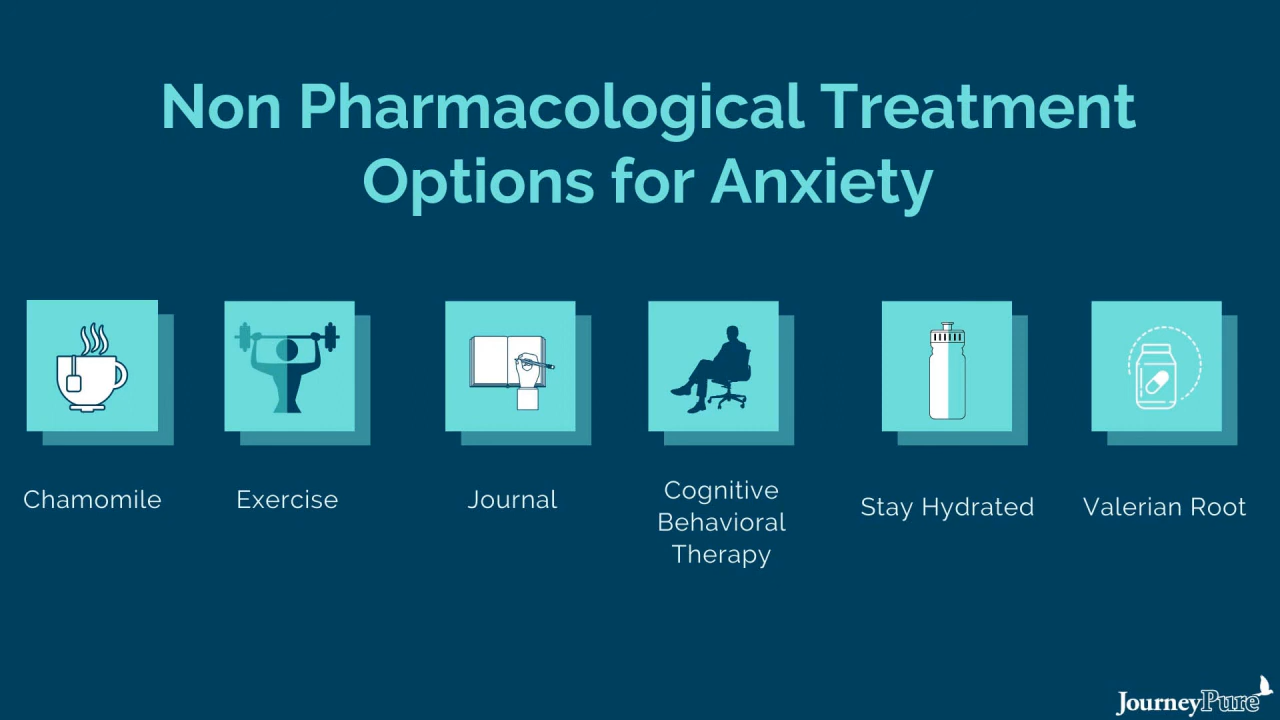 Non Pharmacological Treatment
Options for Anxiety
Chamomile
Exercise
Journal
Cognitive
Behavioral
Therapy
Stay Hydrated
Valerian Root
JourneyPure